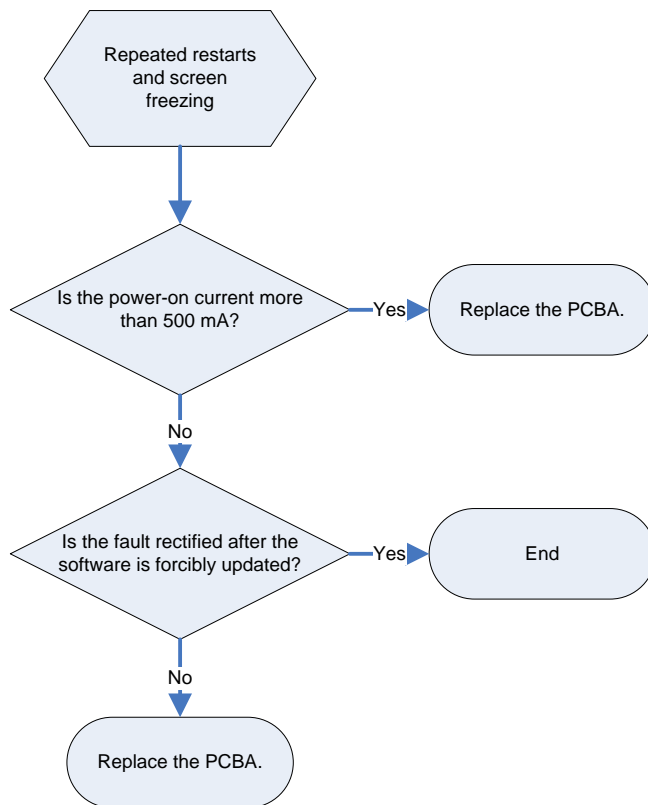 Repeated restarts
and screen
freezing
Is the power-on current more
than 500 mA?
Yes
Replace the PCBA.
No
Is the fault rectified after the
software is forcibly updated?
Yes
End
No
Replace the PCBA.